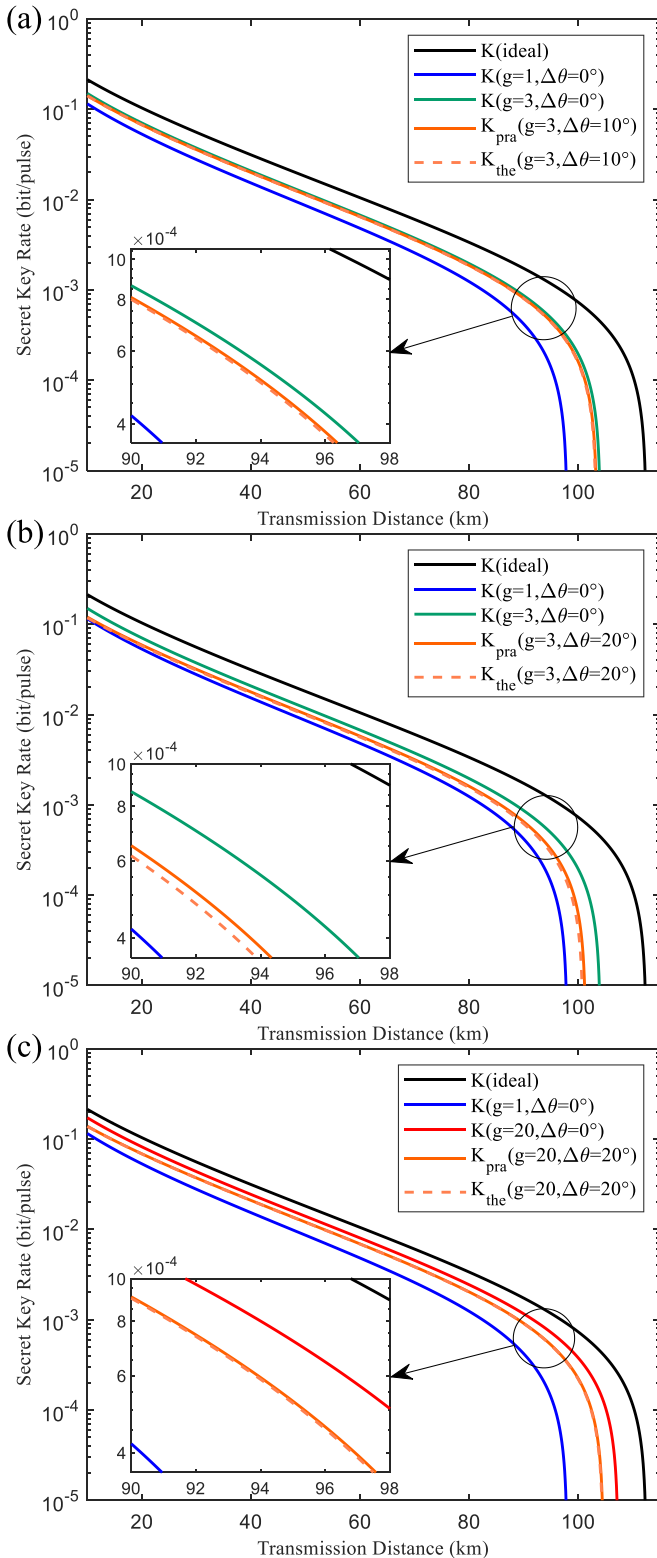 (a)
10^0
10^-1
10^-2
10^-3
10^-4
10^-5
Secret Key Rate (bit/pulse)
K(ideal)
K(g=1,Δθ=0°)
K(g=3,Δθ=0°)
K_pra(g=3,Δθ=10°)
K_the(g=3,Δθ=10°)
×10^-4
10
8
6
4
90 92 94 96 98
20 40 60 80 100
Transmission Distance (km)
(b)
10^0
10^-1
10^-2
10^-3
10^-4
10^-5
Secret Key Rate (bit/pulse)
K(ideal)
K(g=1,Δθ=0°)
K(g=3,Δθ=0°)
K_pra(g=3,Δθ=20°)
K_the(g=3,Δθ=20°)
×10^-4
10
8
6
4
90 92 94 96 98
20 40 60 80 100
Transmission Distance (km)
(c)
10^0
10^-1
10^-2
10^-3
10^-4
10^-5
Secret Key Rate (bit/pulse)
K(ideal)
K(g=1,Δθ=0°)
K(g=20,Δθ=0°)
K_pra(g=20,Δθ=20°)
K_the(g=20,Δθ=20°)
×10^-4
10
8
6
4
90 92 94 96 98
20 40 60 80 100
Transmission Distance (km)